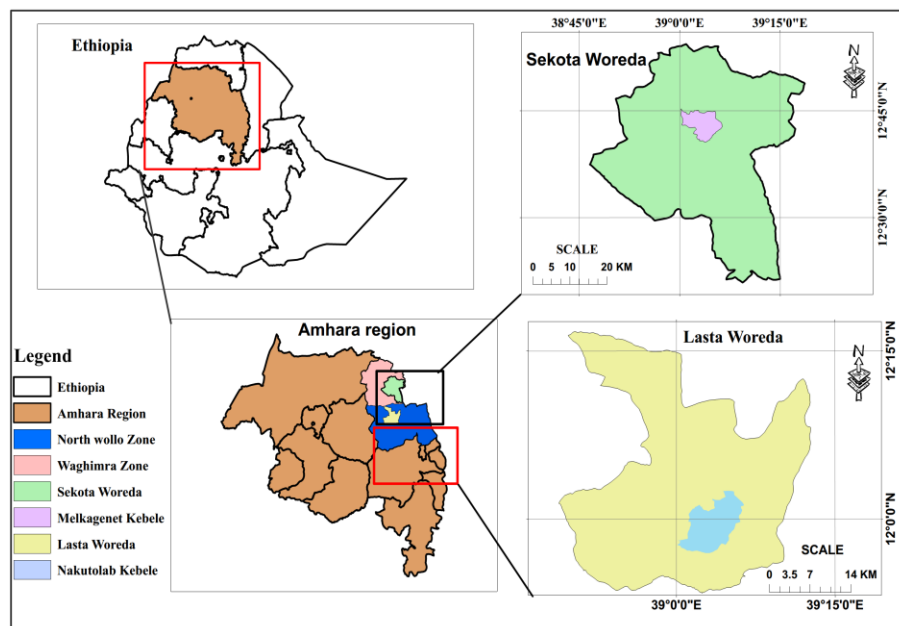 Ethiopia
38°45'0"E 39°0'0"E 39°15'0"E
Sekota Woreda
N
12°45'0"N
12°30'0"N
SCALE
0 5 10 20 KM
Amhara region
Legend
Ethiopia
Amhara Region
North wollo Zone
Waghimra Zone
Sekota Woreda
Melkagenet Kebele
Lasta Woreda
Nakutolab Kebele
Lasta Woreda
N
12°15'0"N
12°0'0"N
SCALE
0 3.5 7 14 KM
39°0'0"E 39°15'0"E